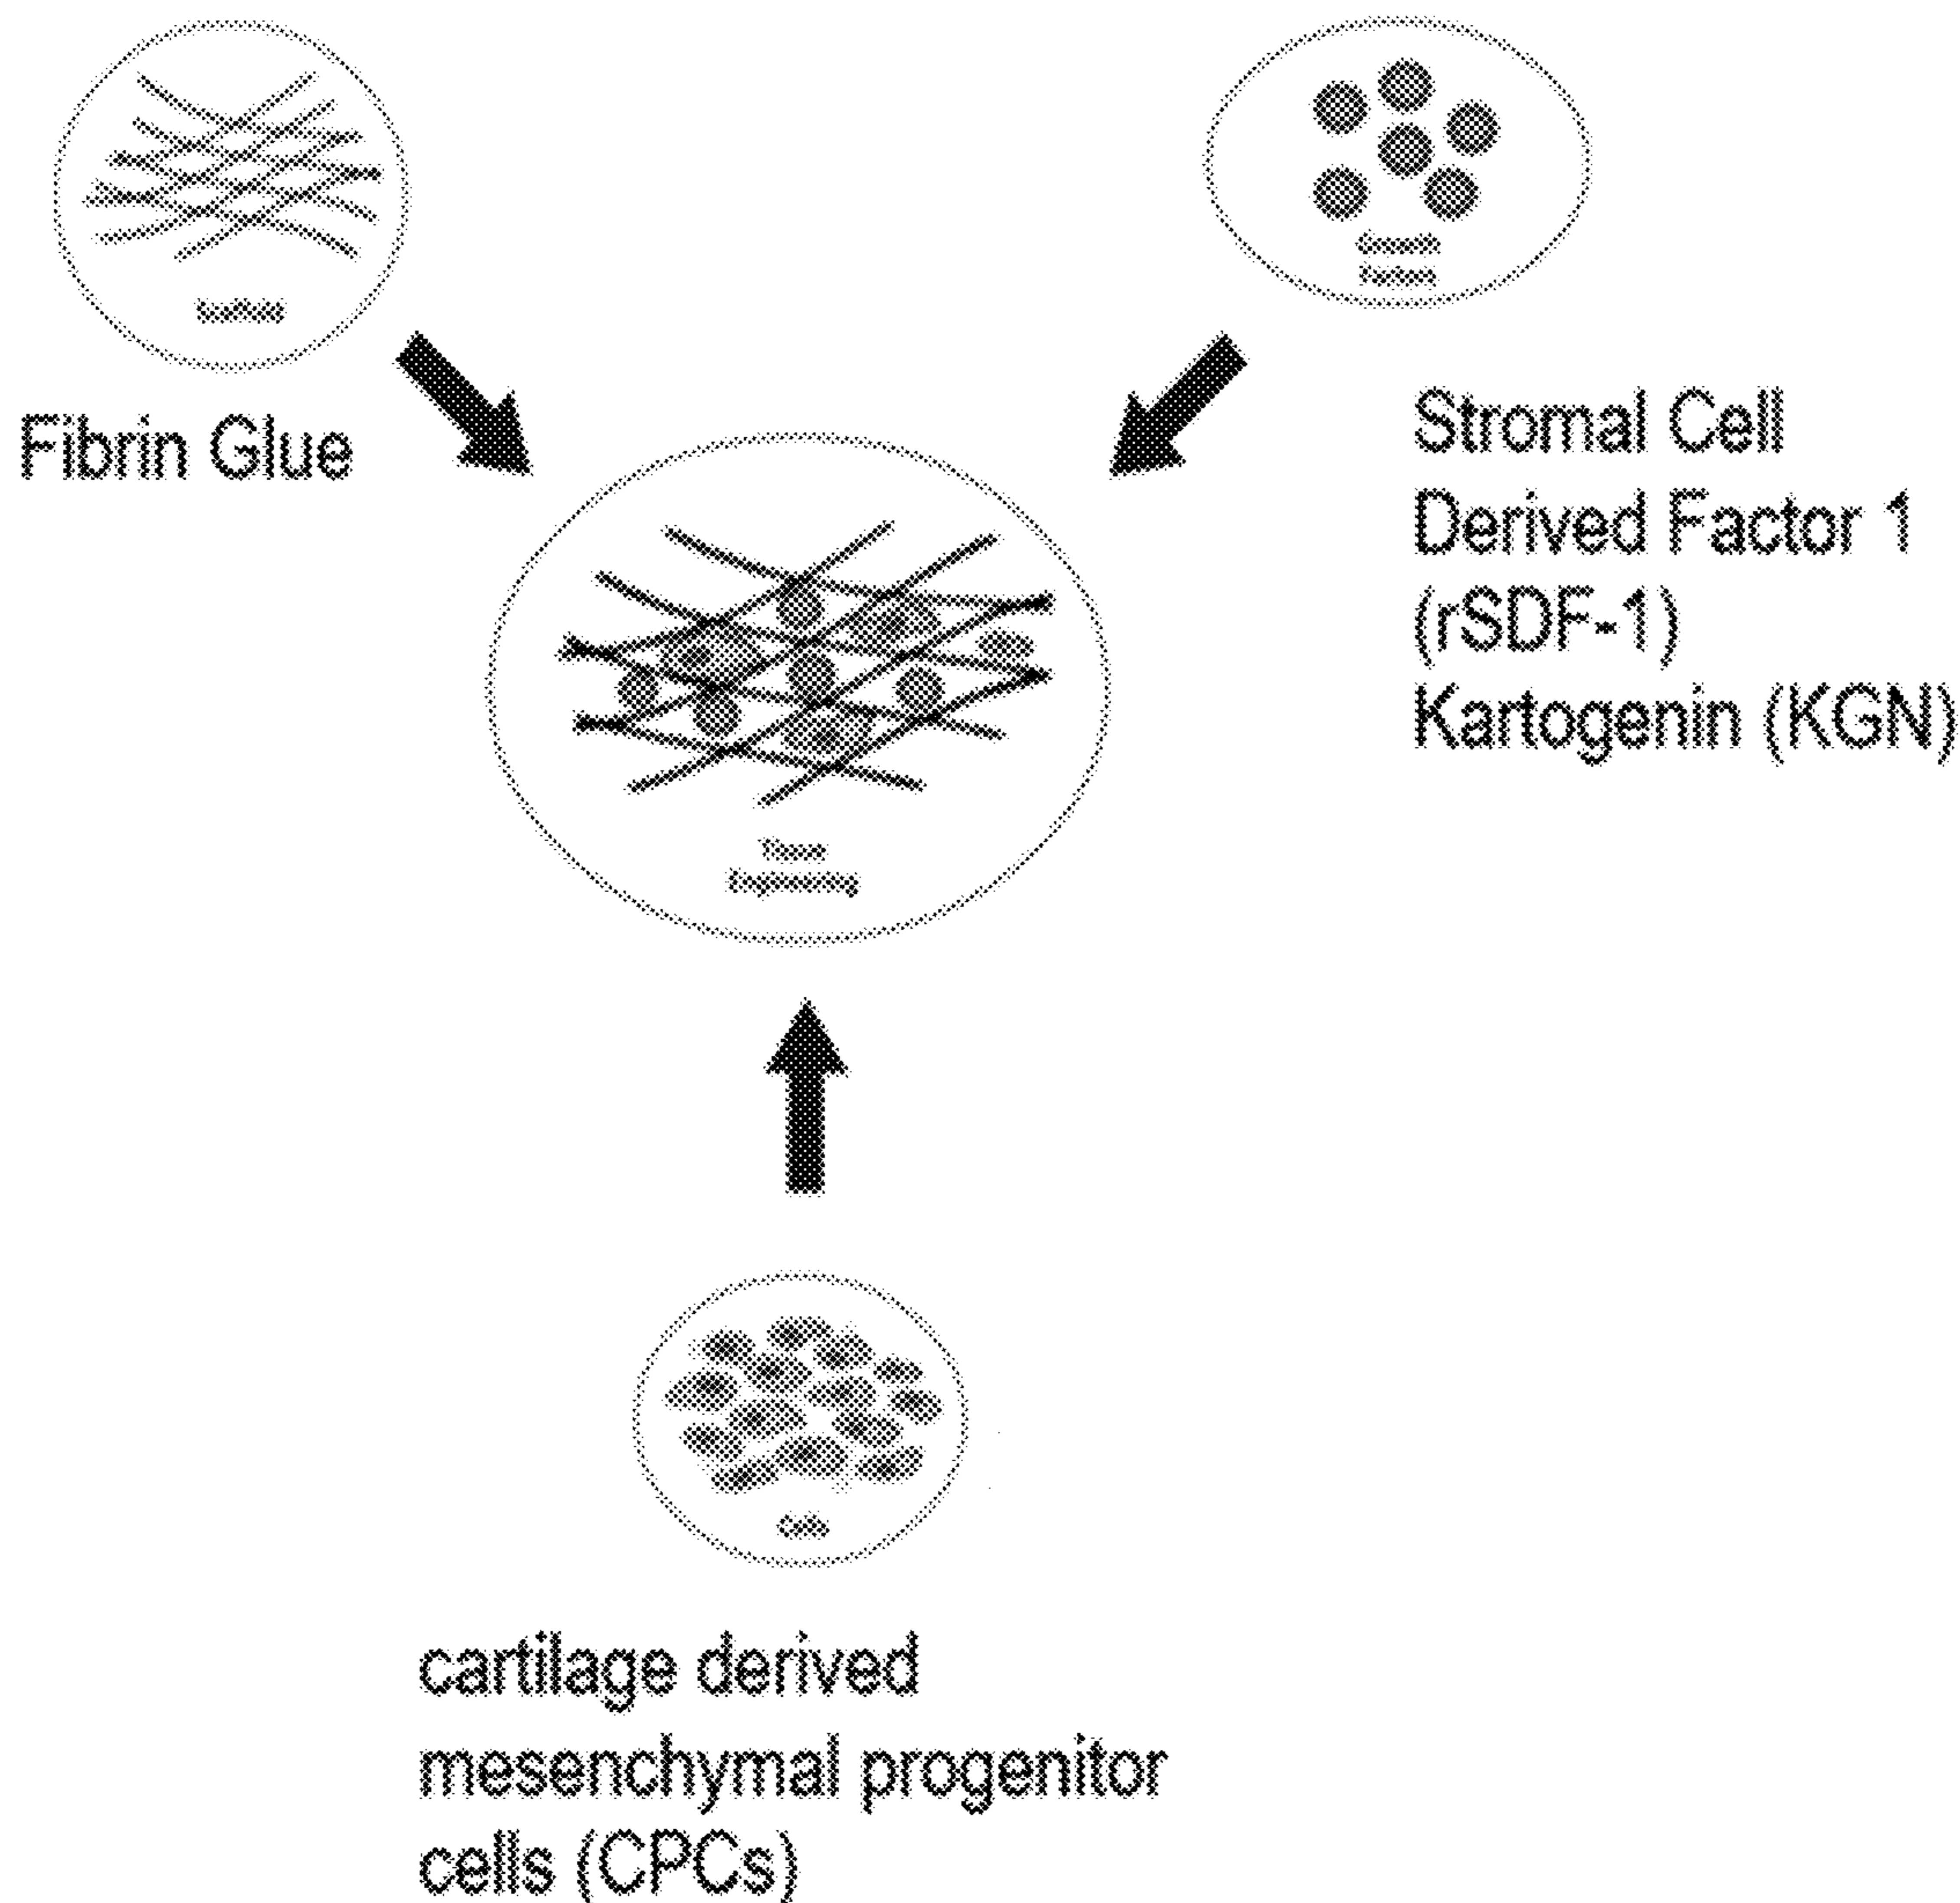 Fibrin Glue
Stromal Cell
Derived Factor 1
(rSDF-1)
Kartogenin (KGN)
cartilage derived
mesenchymal progenitor
cells (CPCs)